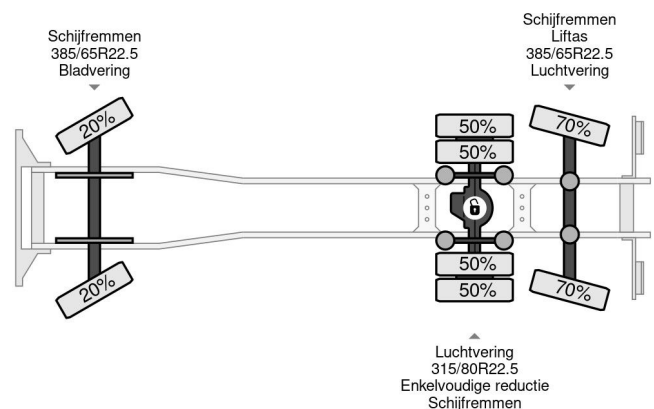 Schijfremmen
385/65R22.5
Bladvering
Schijfremmen
Liftas
385/65R22.5
Luchtvering
20%
50%
50%
70%
20%
50%
50%
70%
Luchtvering
315/80R22.5
Enkelvoudige reductie
Schijfremmen